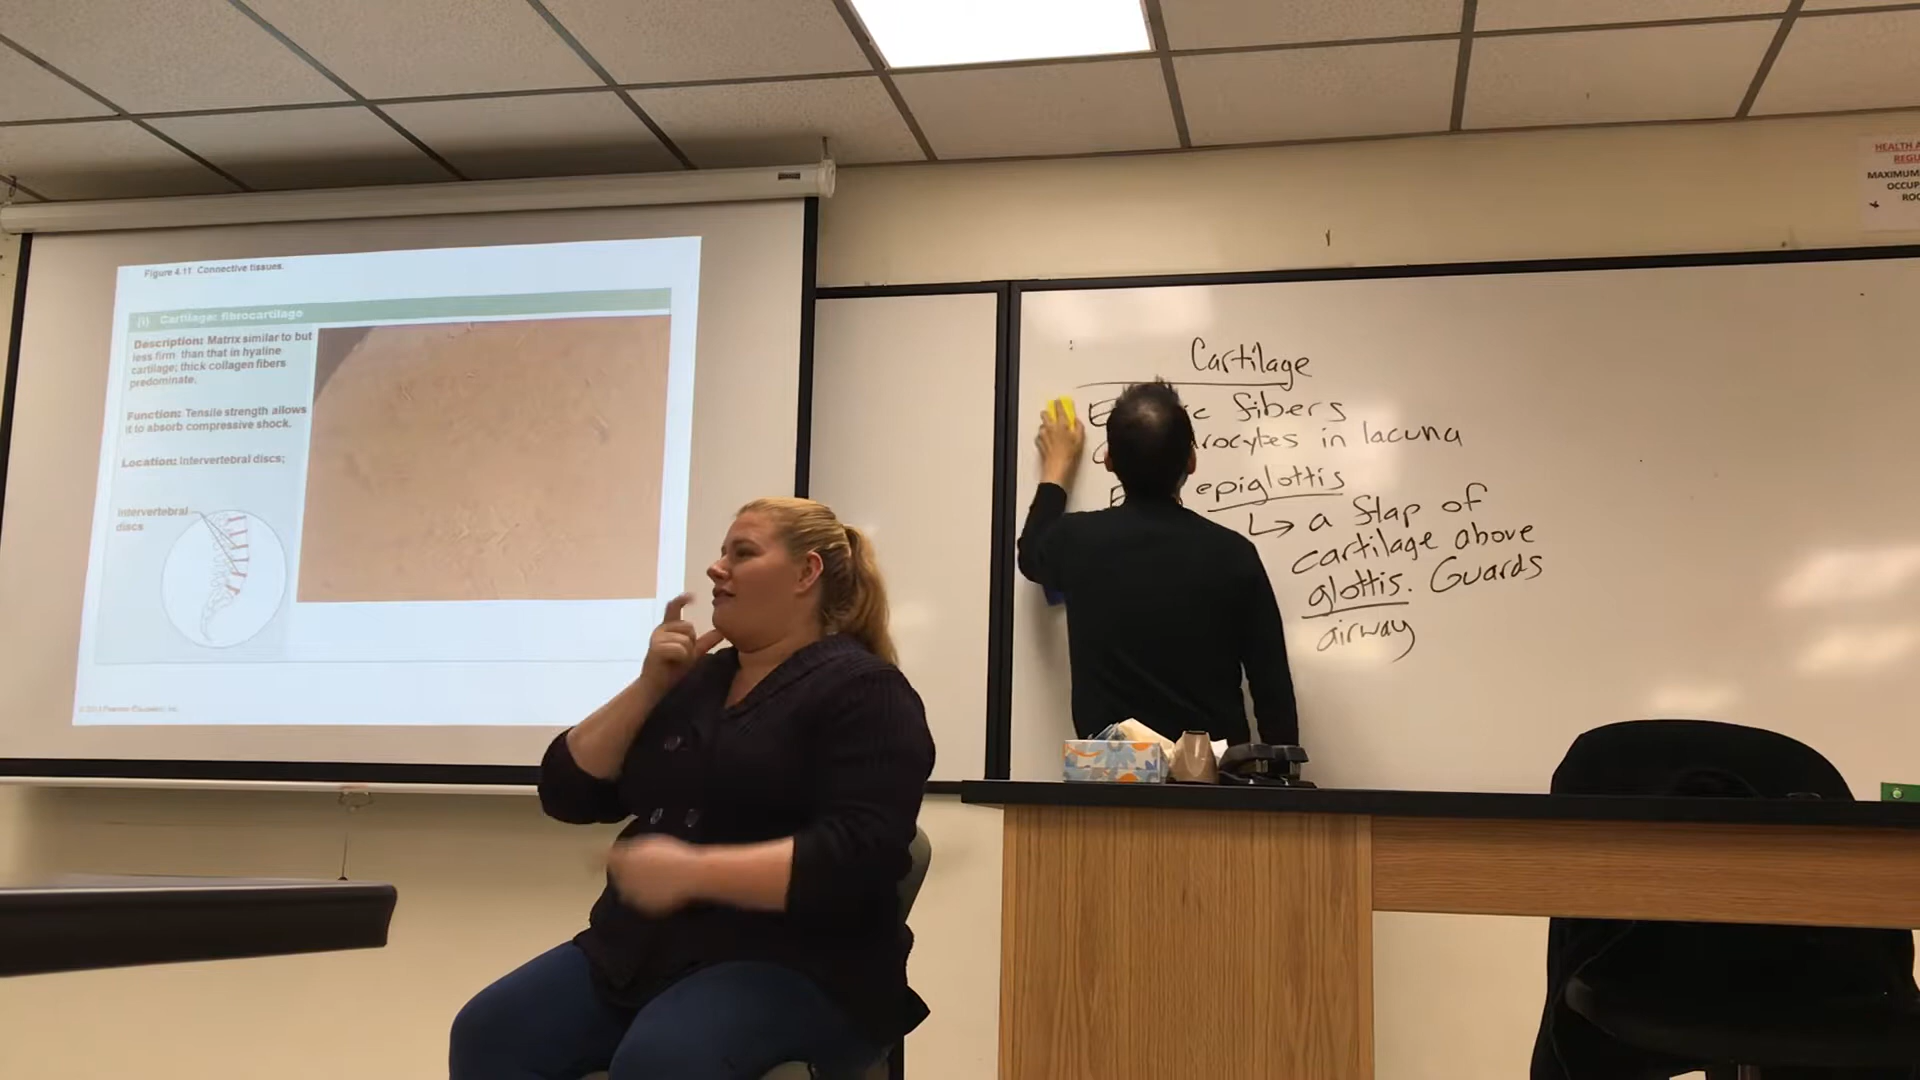 Figure 4.11 Connective tissues.
(i) Cartilage: fibrocartilage
Description: Matrix similar to but
less firm than that in hyaline
cartilage; thick collagen fibers
predominate.
Function: Tensile strength allows
it to absorb compressive shock.
Location: Intervertebral discs;
Intervertebral
discs
Cartilage
fibers
in lacuna
epiglottis
↳ a flap of
cartilage above
glottis. Guards
airway
HEALTH
MAXIMUM